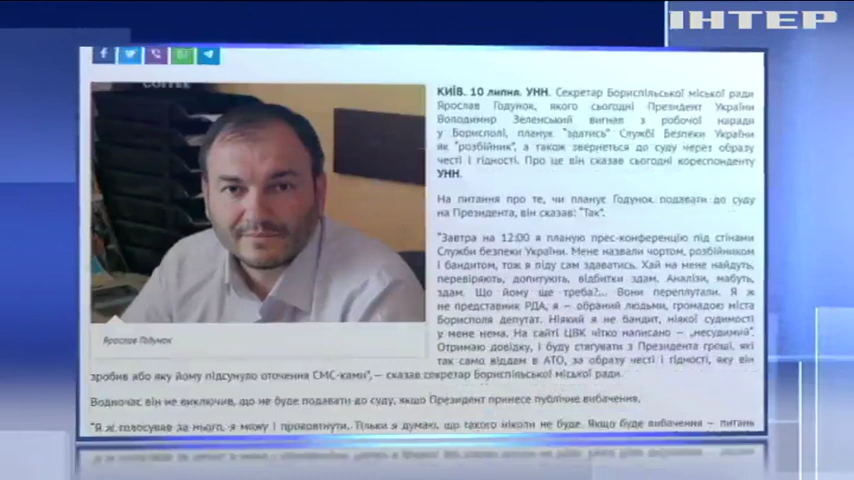 ІНТЕР
COFFEE
КИЇВ. 10 липня. УНН. Секретар Бориспільської міської ради
Ярослав Годунок, якого сьогодні Президент України
Володимир Зеленський вигнав з робочої наради
у Борисполі, планує "здатись" Службі Безпеки України
як "розбійник", а також звернеться до суду через образу
честі і гідності. Про це він сказав сьогодні кореспонденту
УНН.
На питання про те, чи планує Годунок подавати до суду
на Президента, він сказав: "Так".
"Завтра на 12:00 я планую прес-конференцію під стінами
Служби безпеки України. Мене назвали чортом, розбійником
і бандитом, тож я піду сам здаватись. Хай на мене найдуть,
перевіряють, допитують, відбитки здам. Аналізи, мабуть,
здам. Що йому ще треба?... Вони переплутали. Я ж
не представник РДА, я – обраний людьми, громадою міста
Борисполя депутат. Ніякий я не бандит, ніякої судимості
у мене нема. На сайті ЦВК чітко написано – „несудимий".
Отримаю довідку, і буду стягувати з Президента гроші, які
так само віддам в АТО, за образу честі і гідності, яку він
Ярослав Годунок
зробив або яку йому підсунуло оточення СМС-ками", – сказав секретар Бориспільської міської ради.
Водночас він не виключив, що не буде подавати до суду, якщо Президент принесе публічне вибачення.
"Я ж голосував за нього, я можу і проковтнути. Тільки я думаю, що такого ніколи не буде. Якщо буде вибачення – питань